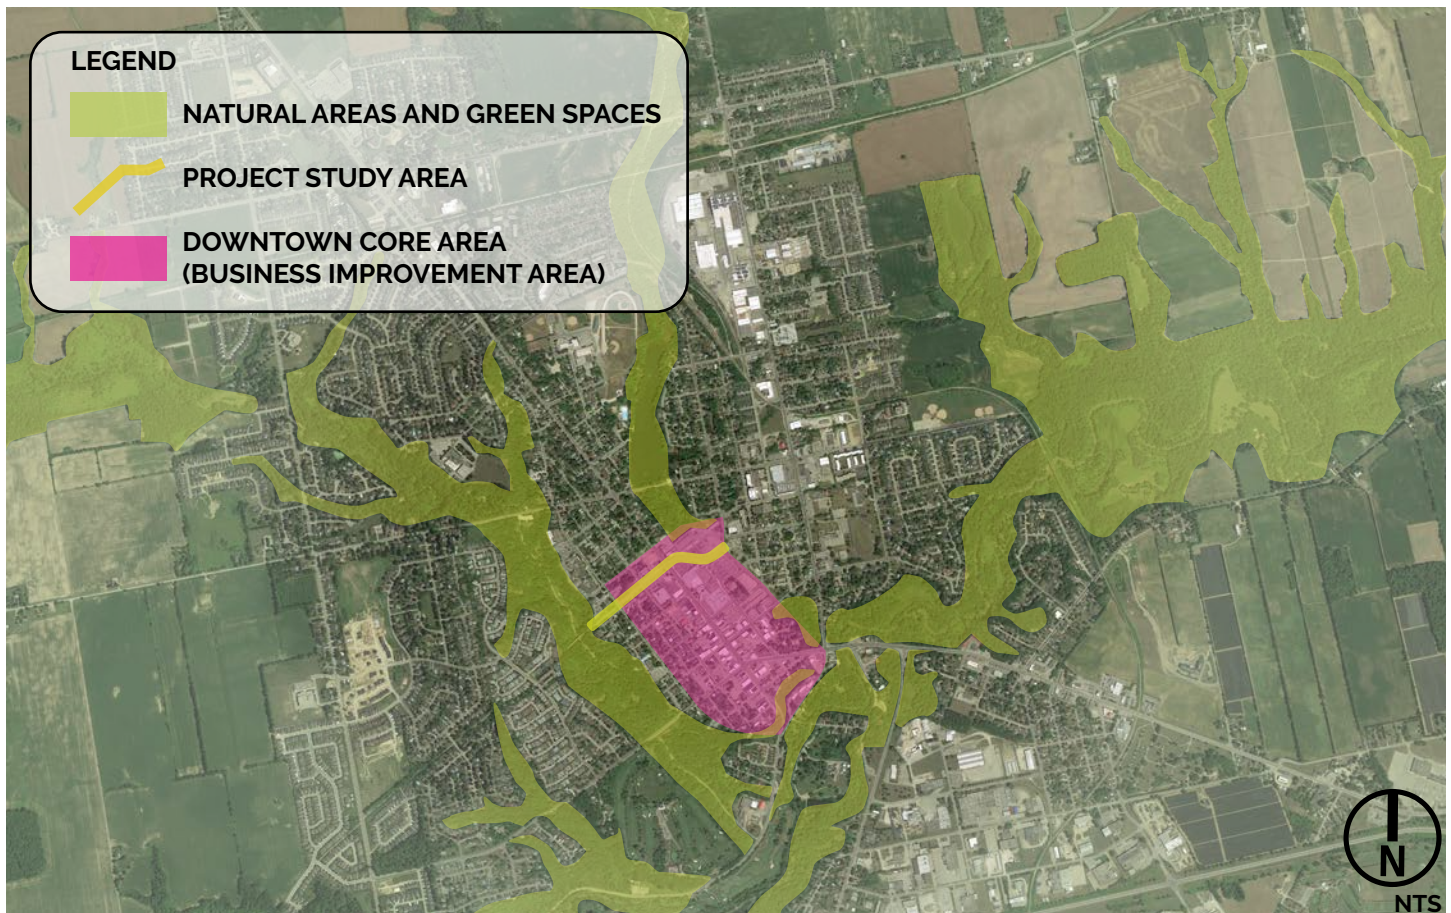 LEGEND
NATURAL AREAS AND GREEN SPACES
PROJECT STUDY AREA
DOWNTOWN CORE AREA
(BUSINESS IMPROVEMENT AREA)
N
NTS